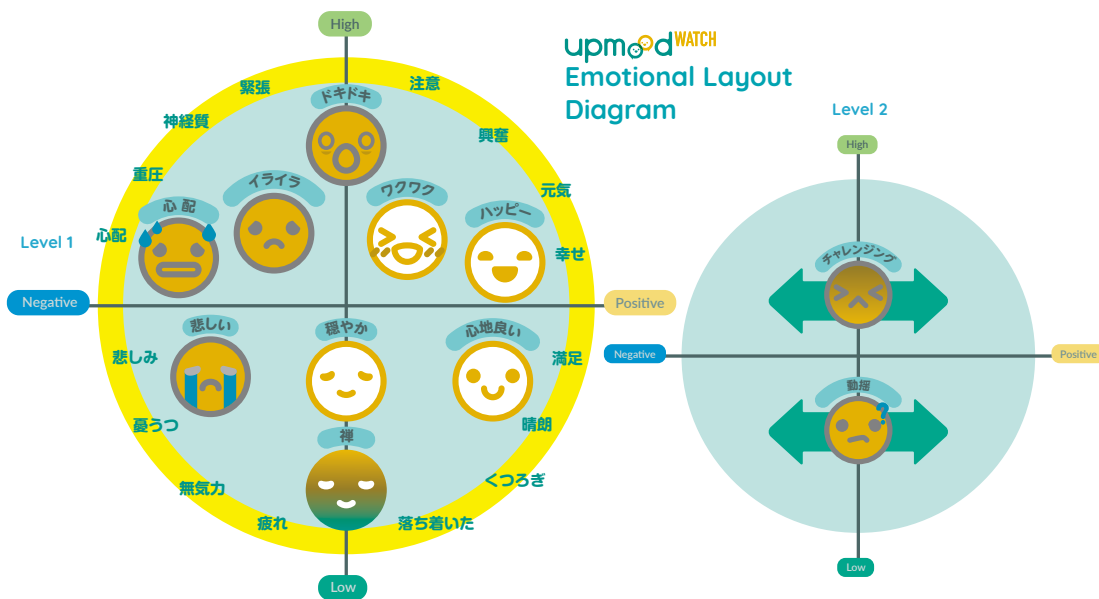 High
upmood WATCH
Emotional Layout
Diagram
Level 1
緊張
注意
神経質
ドキドキ
興奮
重圧
イライラ
ワクワク
元気
心配
心 配
ハッピー
幸せ
Negative
Positive
悲しい
穏やか
心地良い
悲しみ
満足
憂うつ
晴朗
禅
無気力
くつろぎ
疲れ
落ち着いた
Low
Level 2
High
チャレンジング
Negative
Positive
動揺
Low